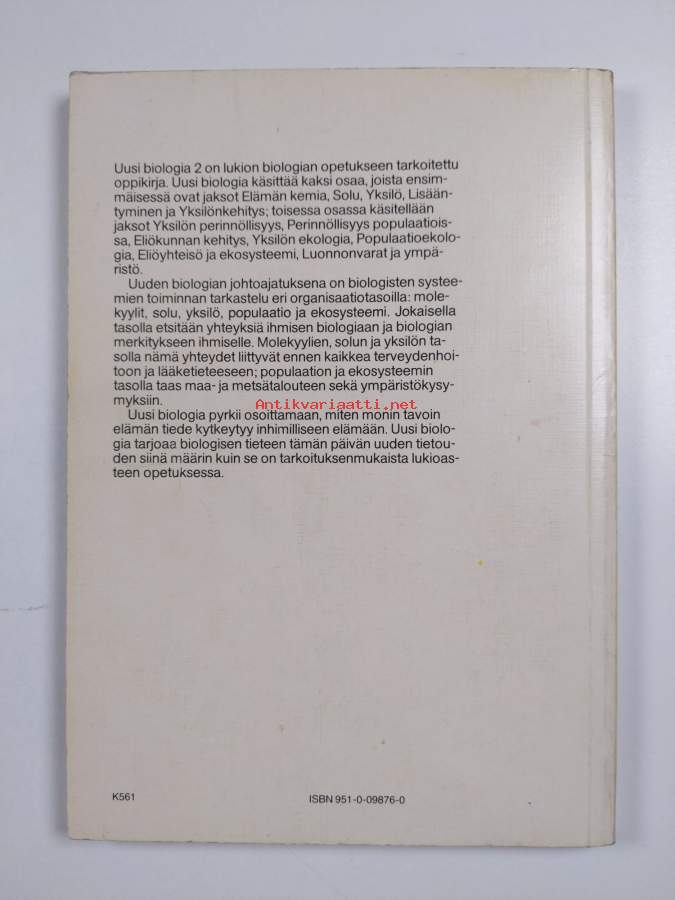 Uusi biologia 2 on lukion biologian opetukseen tarkoitettu
oppikirja. Uusi biologia käsittää kaksi osaa, joista ensim-
mäisessä ovat jaksot Elämän kemia, Solu, Yksilö, Lisään-
tyminen ja Yksilönkehitys; toisessa osassa käsitellään
jaksot Yksilön perinnöllisyys, Perinnöllisyys populaatiois-
sa, Eliökunnan kehitys, Yksilön ekologia, Populaatioekolo-
gia, Eliöyhteisö ja ekosysteemi, Luonnonvarat ja ympä-
ristö.
Uuden biologian johtoajatuksena on biologisten systee-
mien toiminnan tarkastelu eri organisaatiotasoilla: mole-
kyylit, solu, yksilö, populaatio ja ekosysteemi. Jokaisella
tasolla etsitään yhteyksiä ihmisen biologiaan ja biologian
merkitykseen ihmiselle. Molekyylien, solun ja yksilön ta-
solla nämä yhteydet liittyvät ennen kaikkea terveydenhoi-
toon ja lääketieteeseen; populaation ja ekosysteemin
tasolla taas maa- ja metsätalouteen sekä ympäristökysy-
myksiin.
Antikvariaatti.net
Uusi biologia pyrkii osoittamaan, miten monin tavoin
elämän tiede kytkeytyy inhimilliseen elämään. Uusi biolo-
gia tarjoaa biologisen tieteen tämän päivän uuden tietou-
den siinä määrin kuin se on tarkoituksenmukaista lukioas-
teen opetuksessa.
K561
ISBN 951-0-09876-0